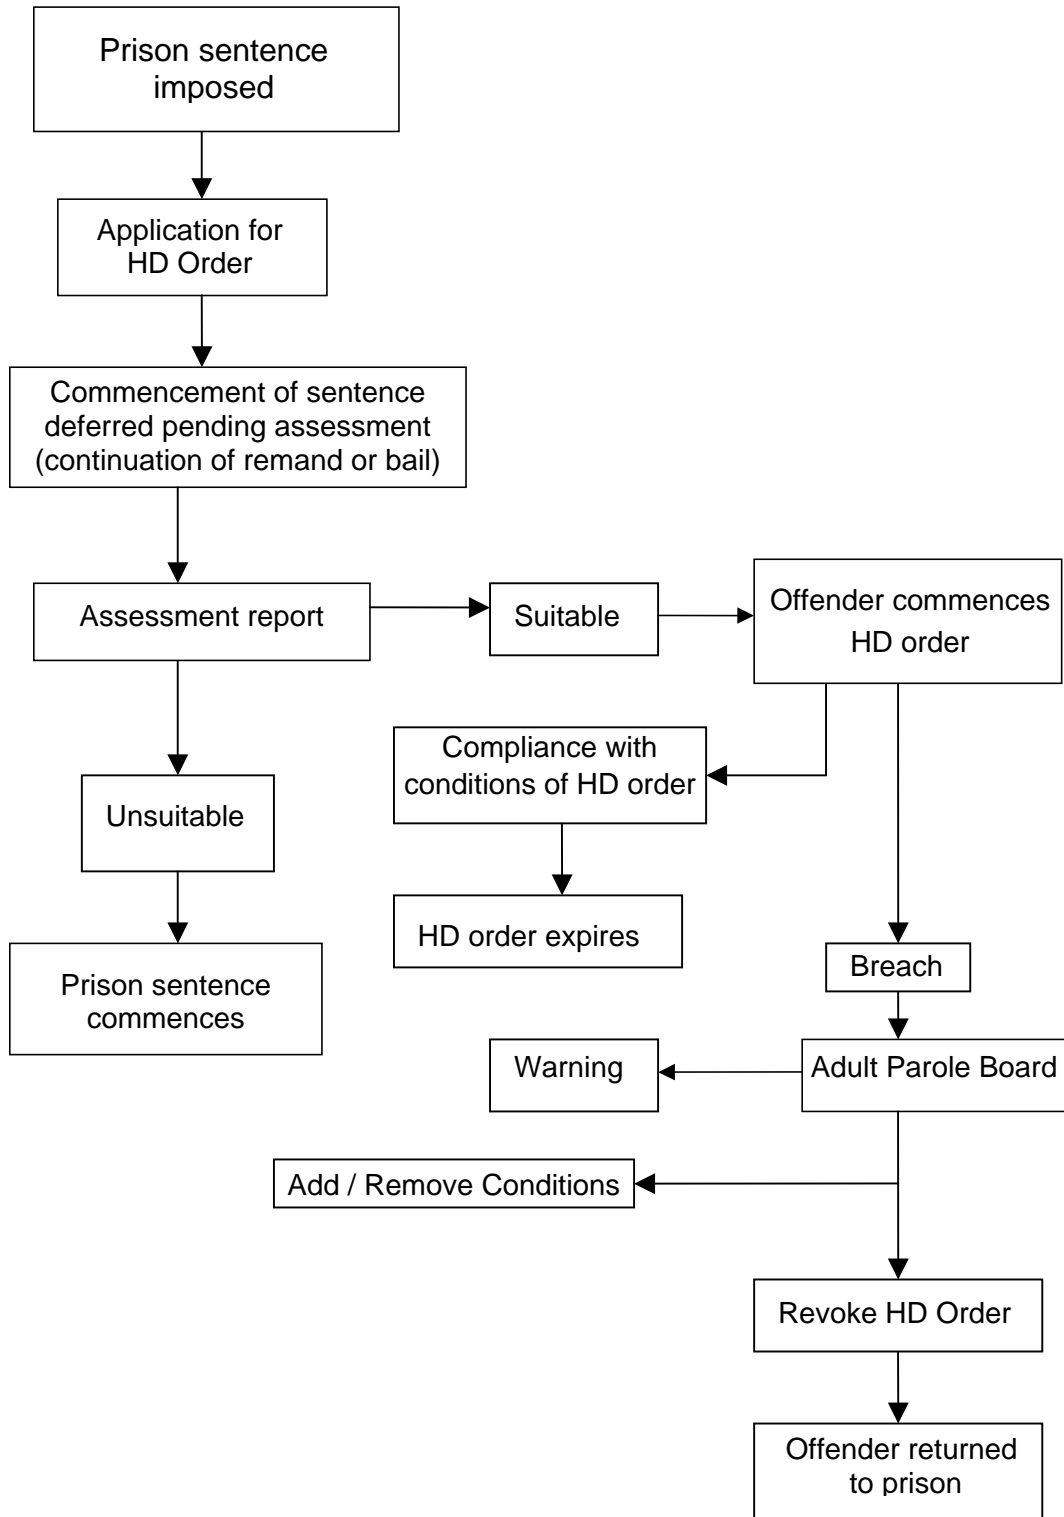 Prison sentence
imposed
Application for
HD Order
Commencement of sentence
deferred pending assessment
(continuation of remand or bail)
Assessment report
Suitable
Offender commences
HD order
Compliance with
conditions of HD order
Unsuitable
HD order expires
Prison sentence
commences
Breach
Warning
Adult Parole Board
Add / Remove Conditions
Revoke HD Order
Offender returned
to prison